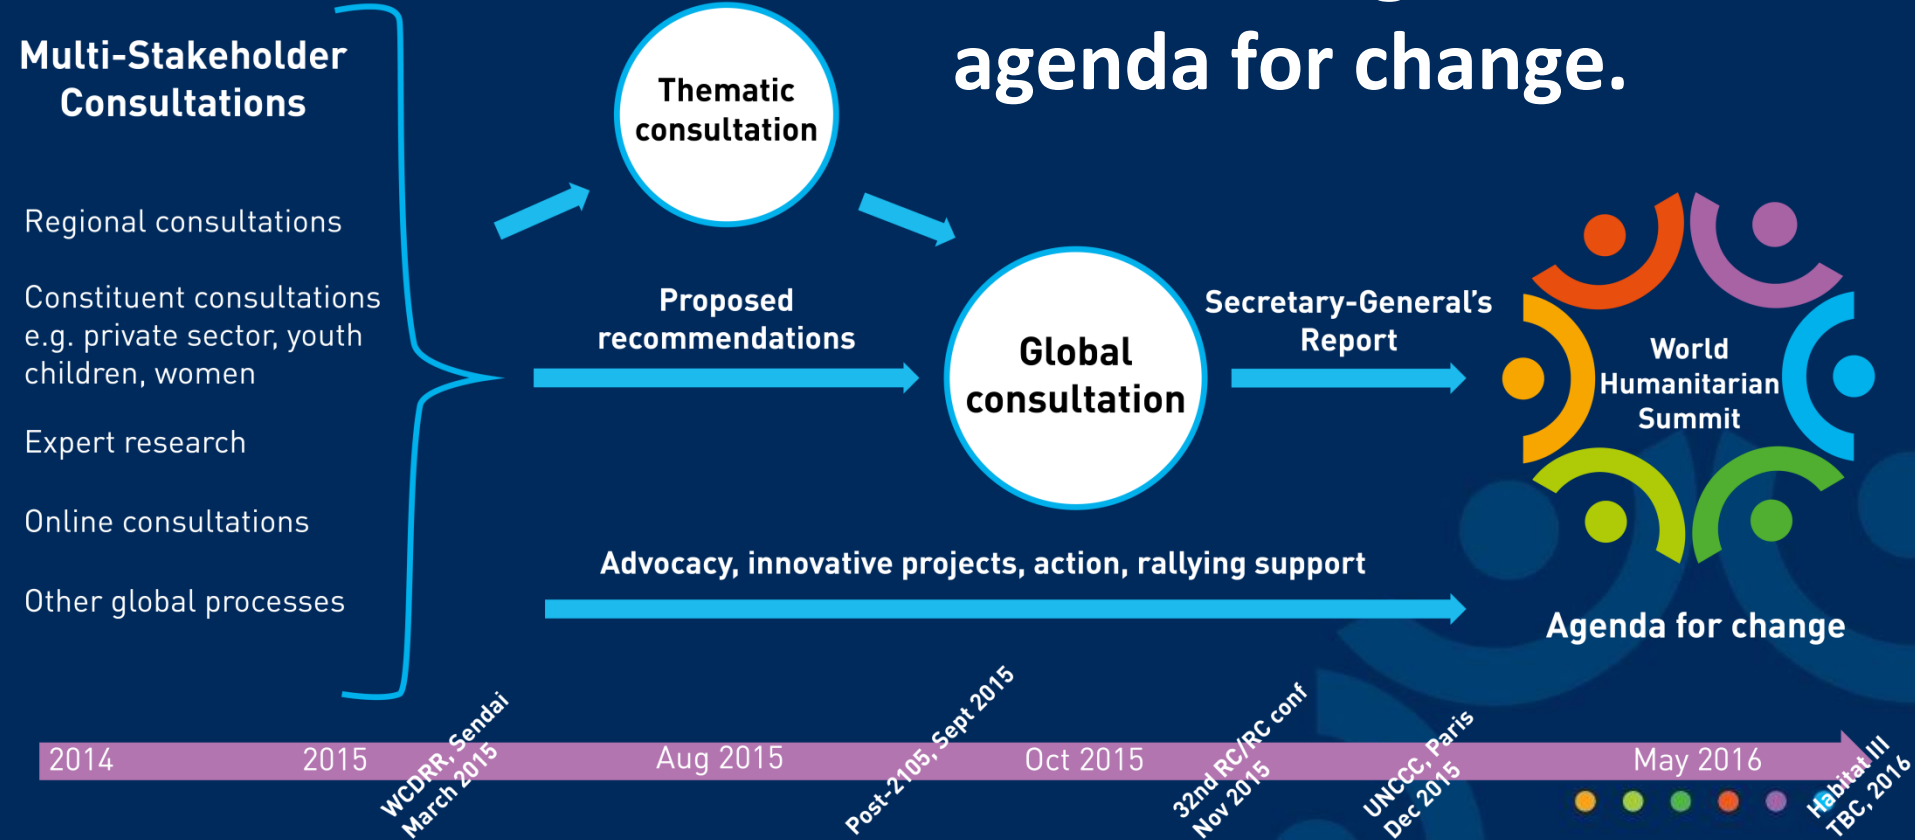 agenda for change.
Multi-Stakeholder
Consultations
Regional consultations
Constituent consultations
e.g. private sector, youth
children, women
Expert research
Online consultations
Other global processes
Thematic
consultation
Proposed
recommendations
Global
consultation
Secretary-General's
Report
World
Humanitarian
Summit
Advocacy, innovative projects, action, rallying support
Agenda for change
2014
2015
WCDRR, Sendai
March 2015
Aug 2015
Post-2105, Sept 2015
Oct 2015
32nd RC/RC conf
Nov 2015
UNCCC, Paris
Dec 2015
May 2016
Habitat III
TBC, 2016